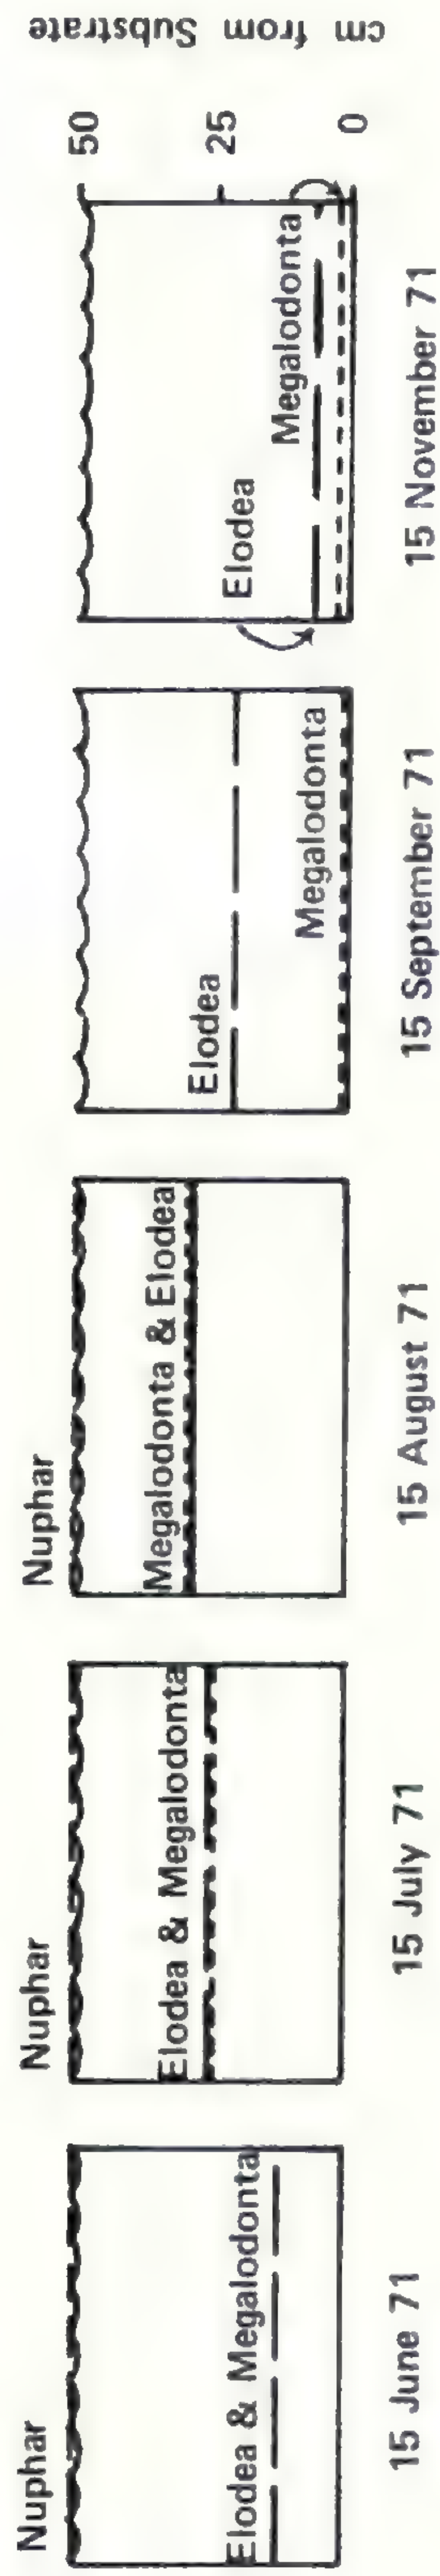 Nuphar
Elodea & Megalodonta
15 June 71
Nuphar
Elodea & Megalodonta
15 July 71
Nuphar
Megalodonta & Elodea
15 August 71
Elodea
Megalodonta
15 September 71
Elodea
Megalodonta
15 November 71
50
25
0
cm from Substrate